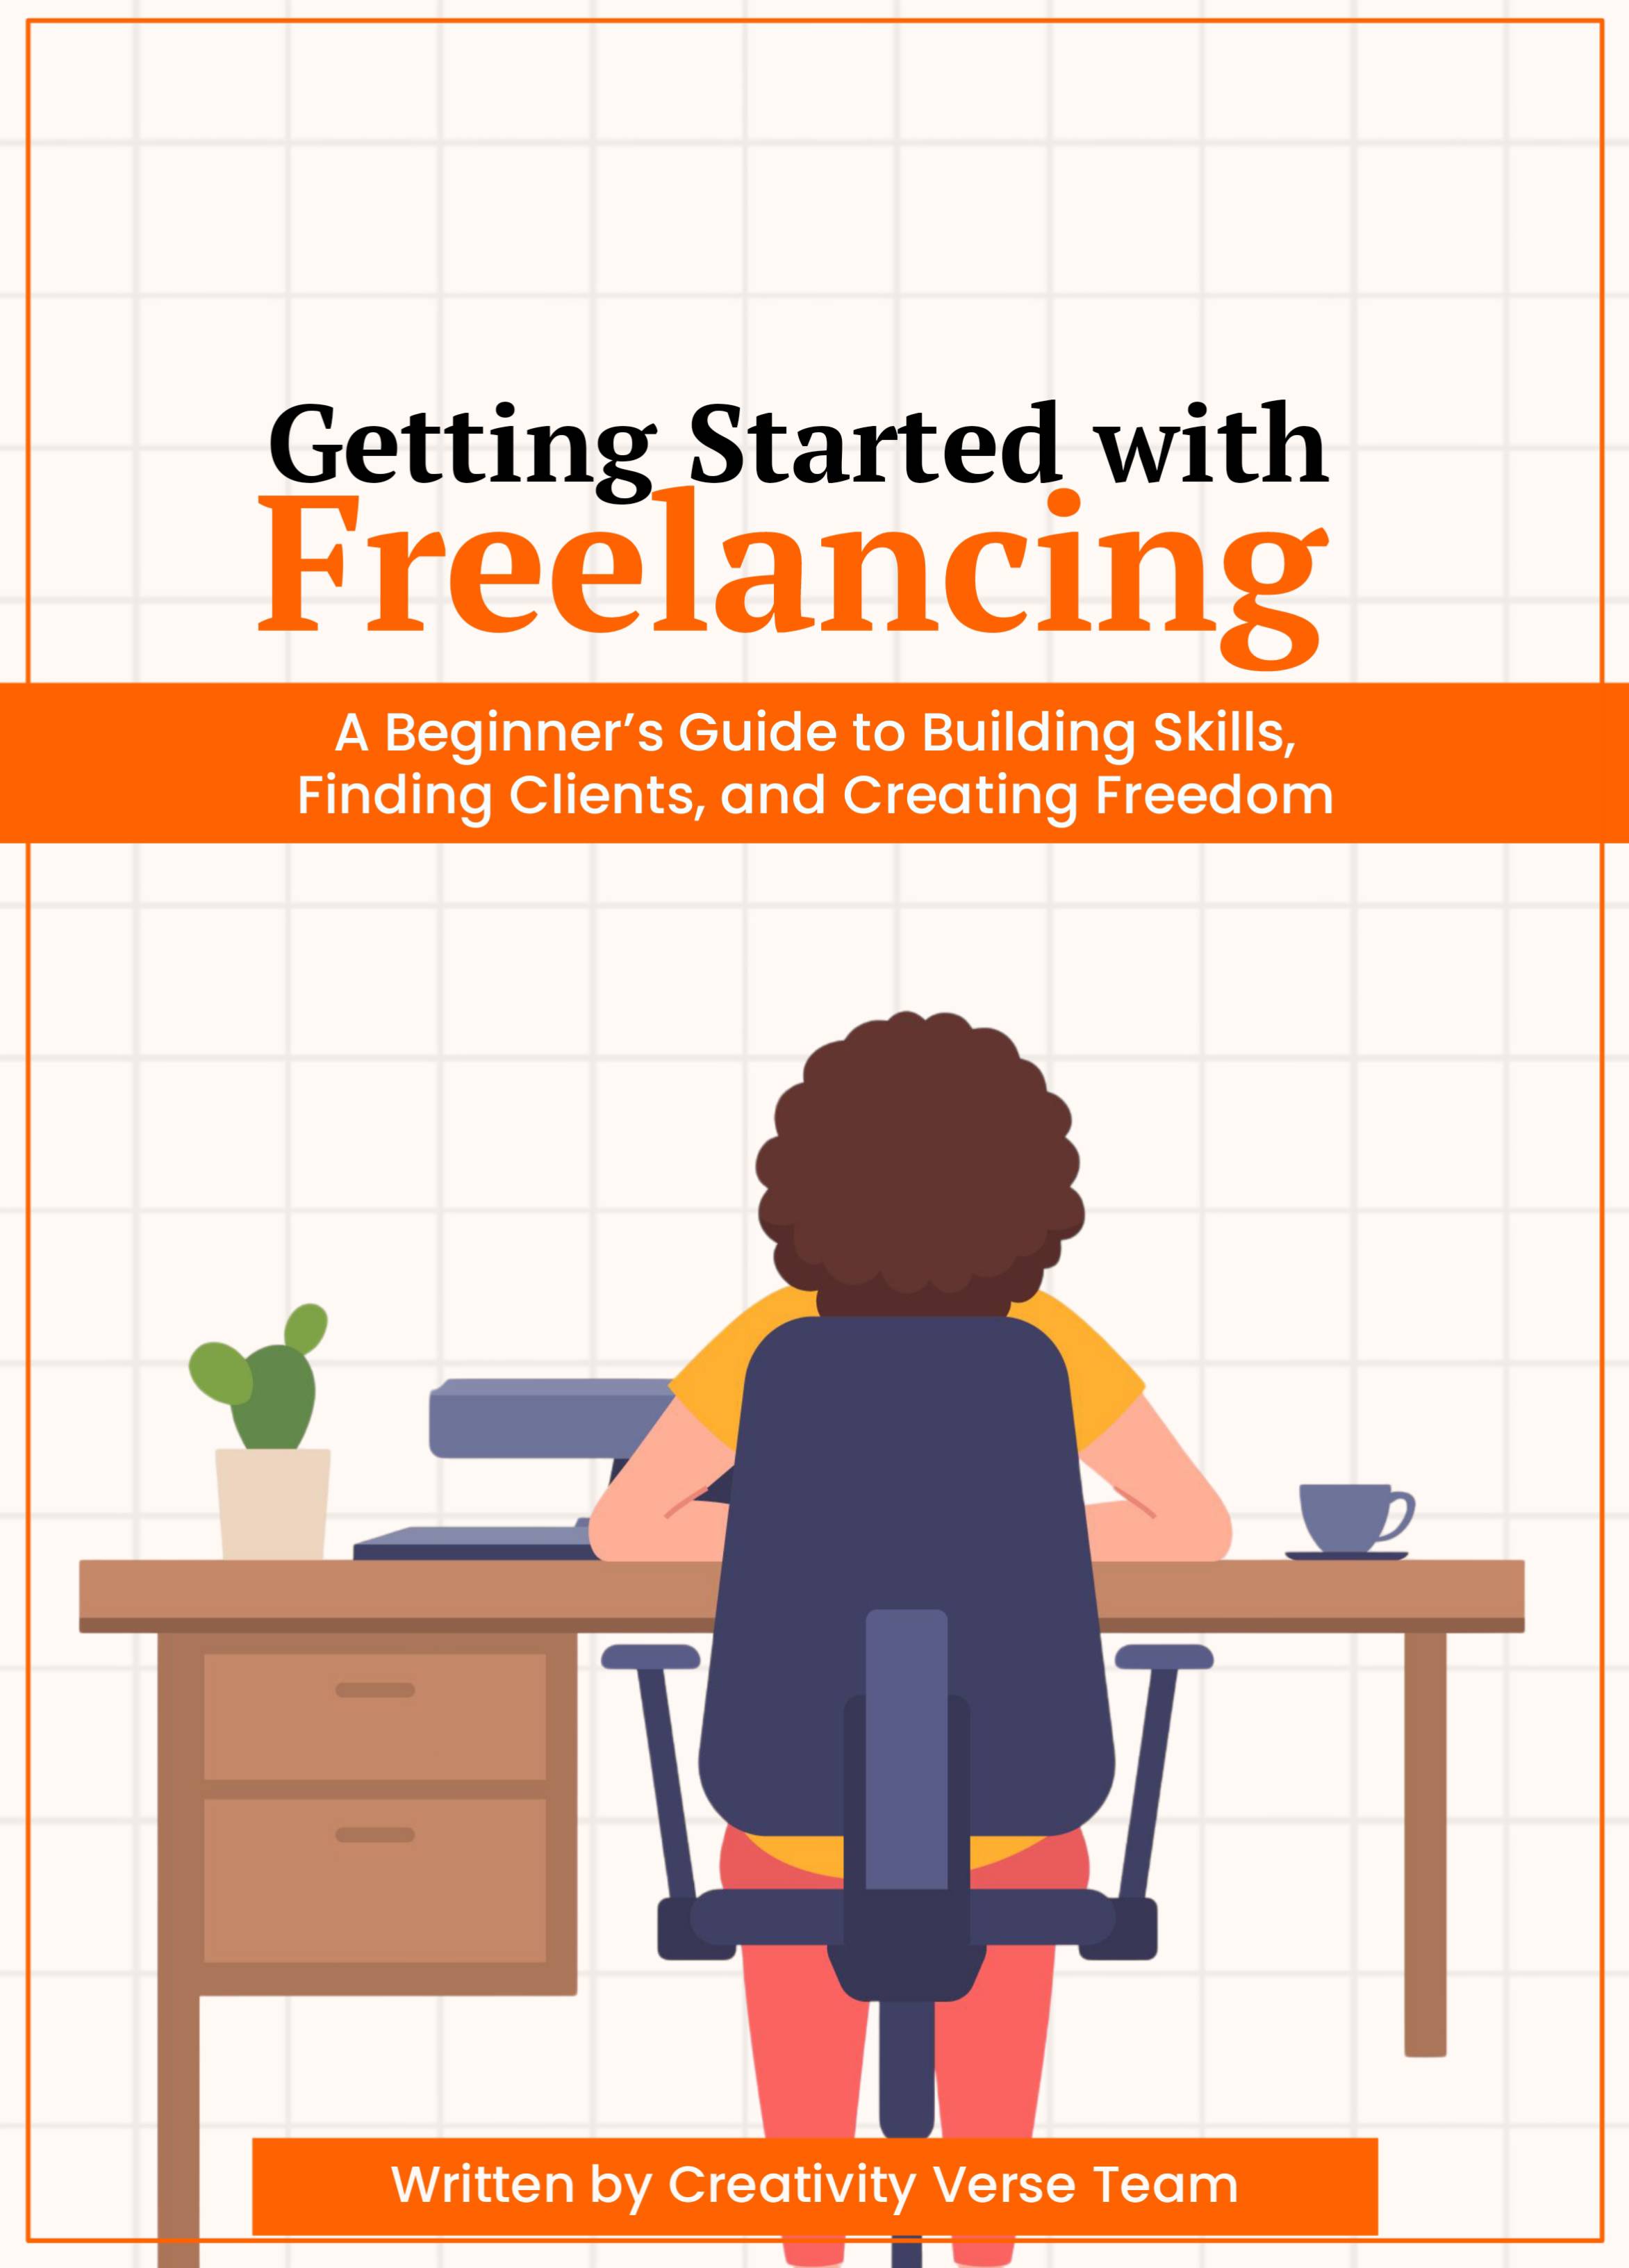 Getting Started with
Freelancing
A Beginner’s Guide to Building Skills,
Finding Clients, and Creating Freedom
Written by Creativity Verse Team